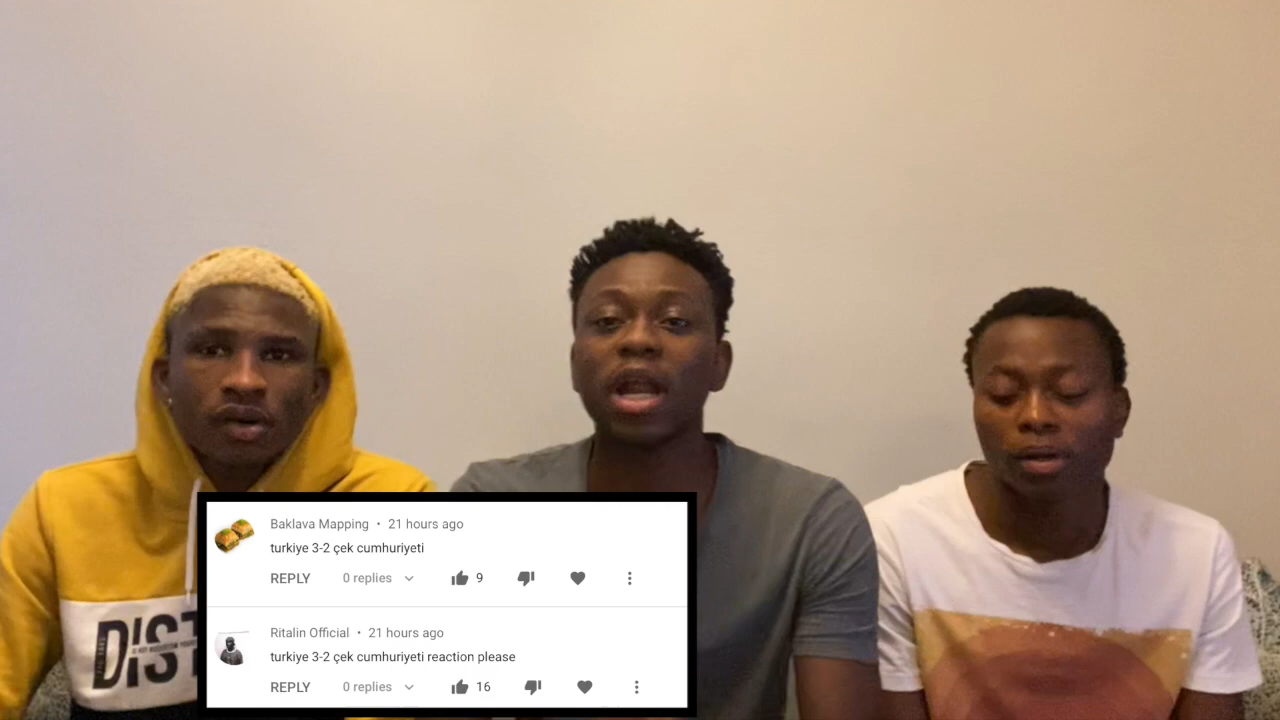 Baklava Mapping • 21 hours ago
turkiye 3-2 çek cumhuriyeti
REPLY 0 replies 9
Ritalin Official • 21 hours ago
turkiye 3-2 çek cumhuriyeti reaction please
REPLY 0 replies 16
DIST